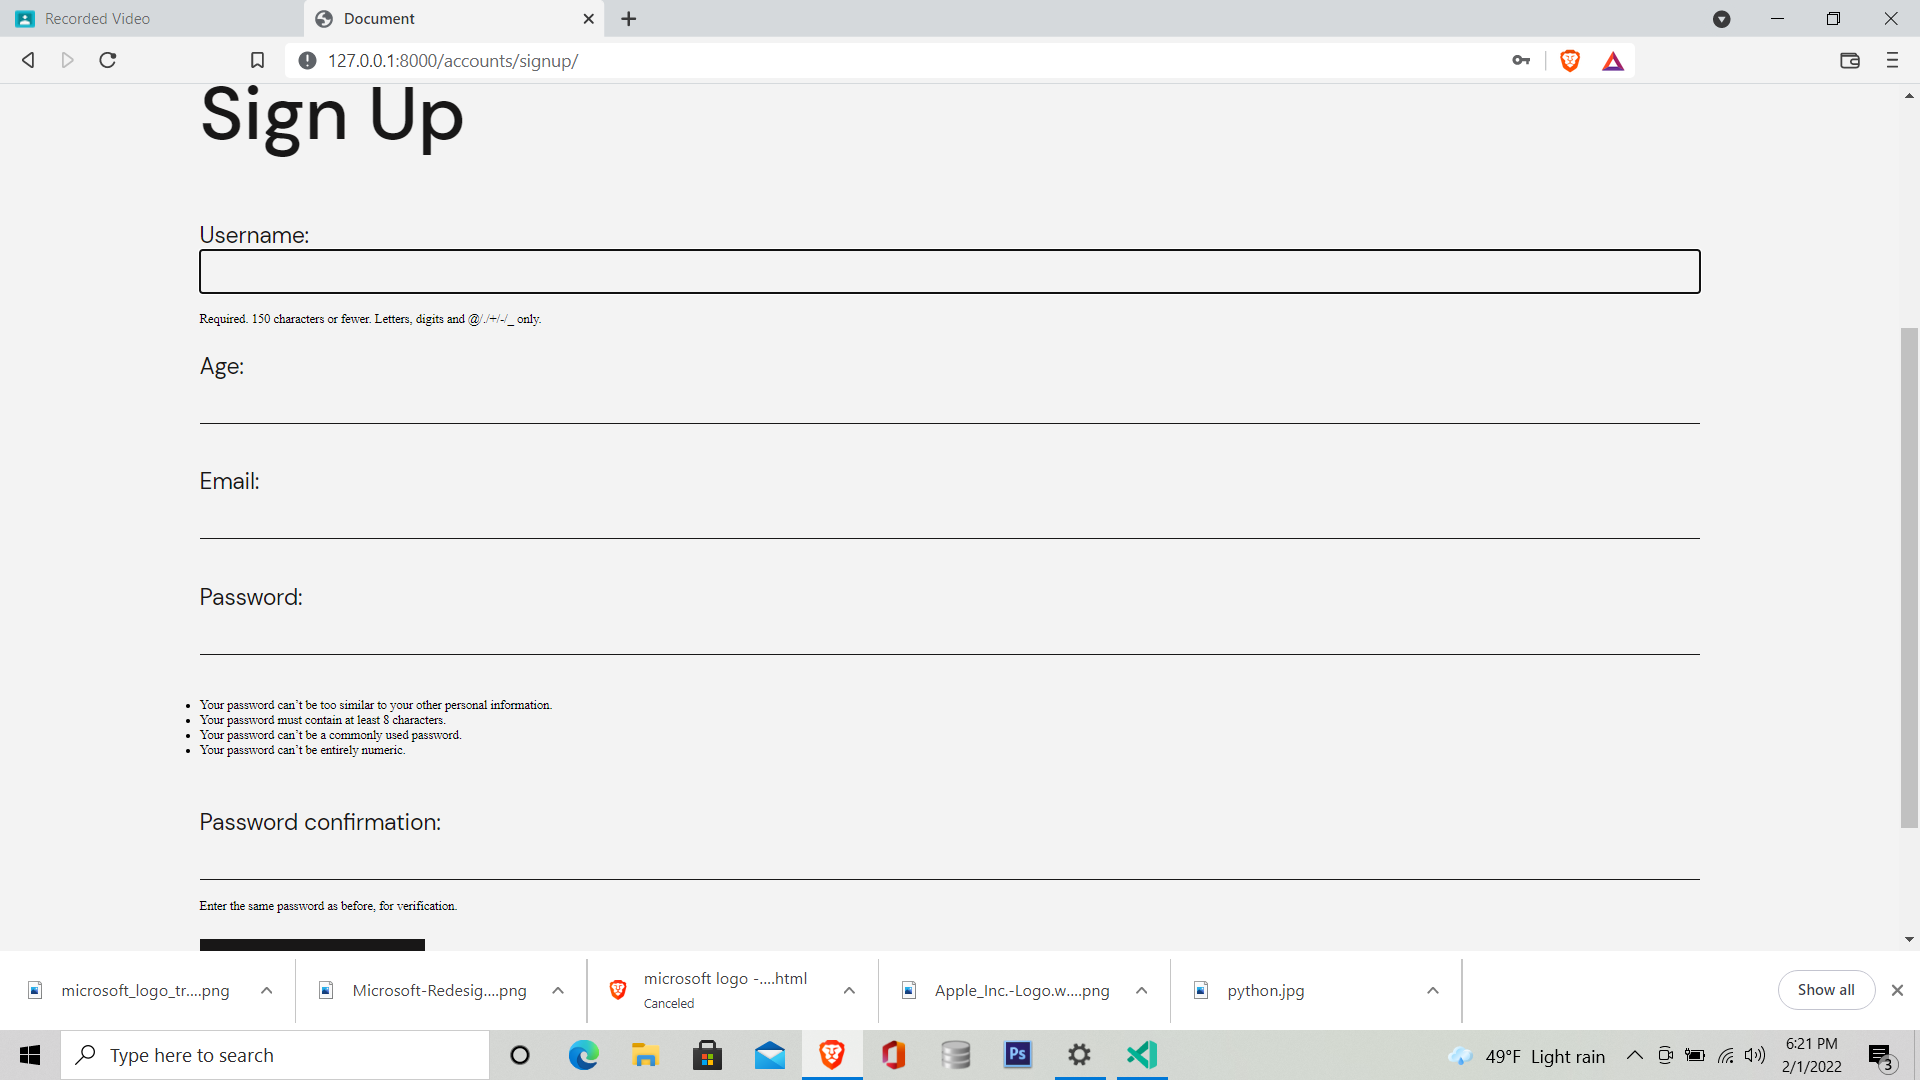 Recorded Video
Document
127.0.0.1:8000/accounts/signup/
Sign Up
Username:
Required. 150 characters or fewer. Letters, digits and @/./+/-/_ only.
Age:
Email:
Password:
Your password can’t be too similar to your other personal information.
Your password must contain at least 8 characters.
Your password can’t be a commonly used password.
Your password can’t be entirely numeric.
Password confirmation:
Enter the same password as before, for verification.
microsoft_logo_tr....png
Microsoft-Redesig....png
microsoft logo -....html
Canceled
Apple_Inc.-Logo.w....png
python.jpg
Show all
Type here to search
Ps
49°F Light rain
6:21 PM
2/1/2022
3